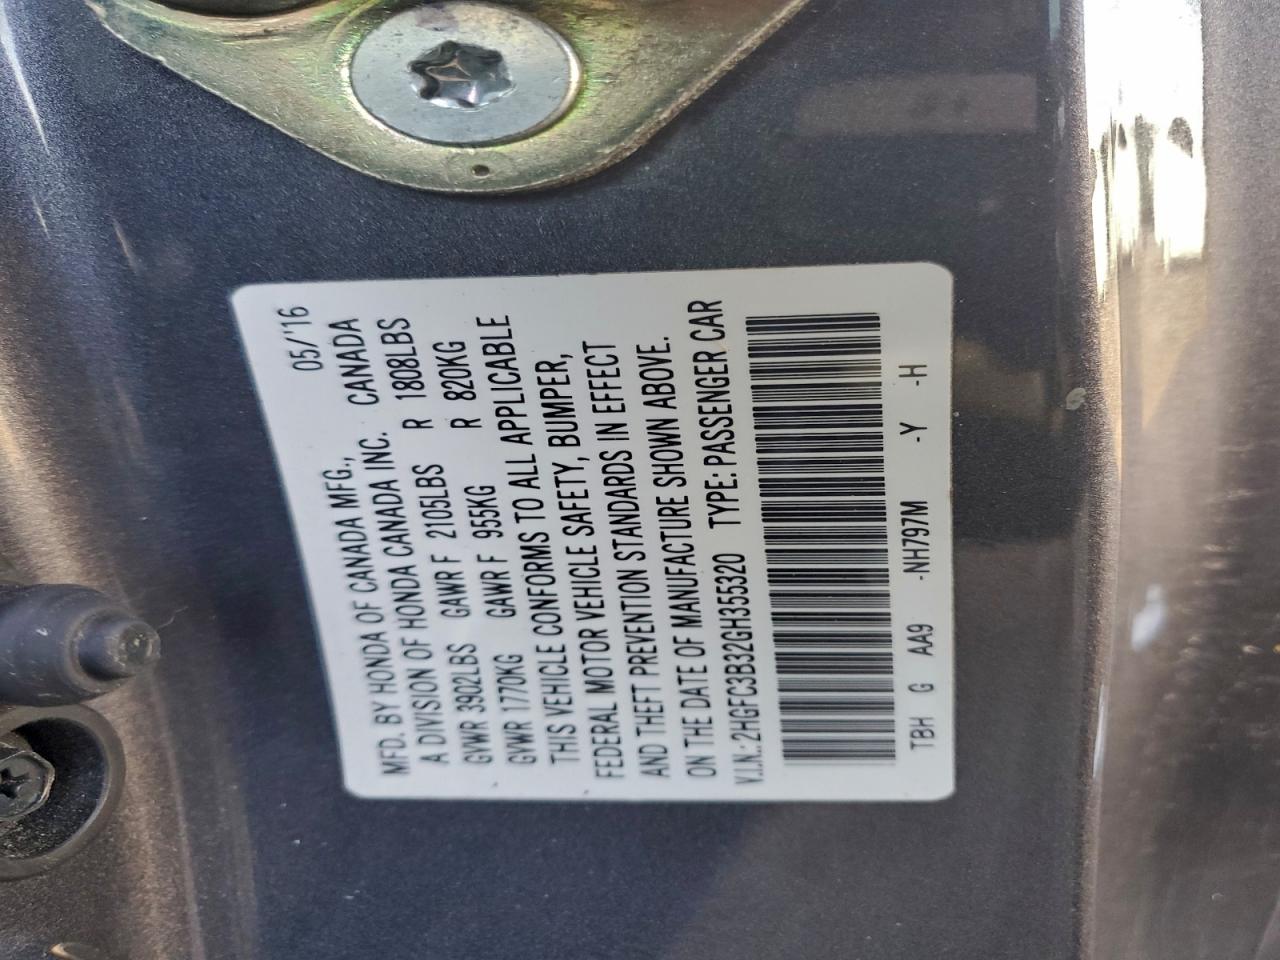 05/'16
MFD. BY HONDA OF CANADA MFG., CANADA
A DIVISION OF HONDA CANADA INC.
GVWR 3902LBS GAWR F 2105LBS R 1808LBS
GVWR 1770KG GAWR F 955KG R 820KG
THIS VEHICLE CONFORMS TO ALL APPLICABLE
FEDERAL MOTOR VEHICLE SAFETY, BUMPER,
AND THEFT PREVENTION STANDARDS IN EFFECT
ON THE DATE OF MANUFACTURE SHOWN ABOVE.
V.I.N.: 2HGFC3B32GH355320 TYPE: PASSENGER CAR
TBH G AA9 -NH797M -Y -H